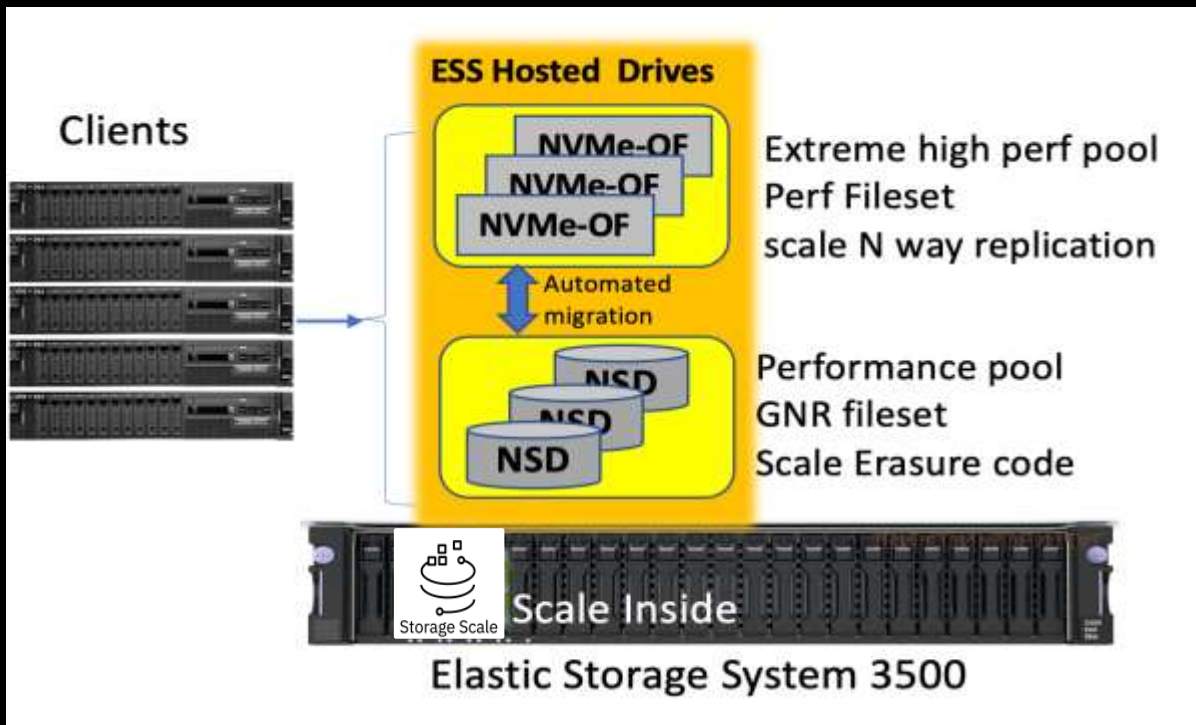 ESS Hosted Drives
Clients
NVMe-OF
NVMe-OF
NVMe-OF
Extreme high perf pool
Perf Fileset
scale N way replication
Automated
migration
NSD
NSD
NSD
Performance pool
GNR fileset
Scale Erasure code
Storage Scale
Scale Inside
Elastic Storage System 3500